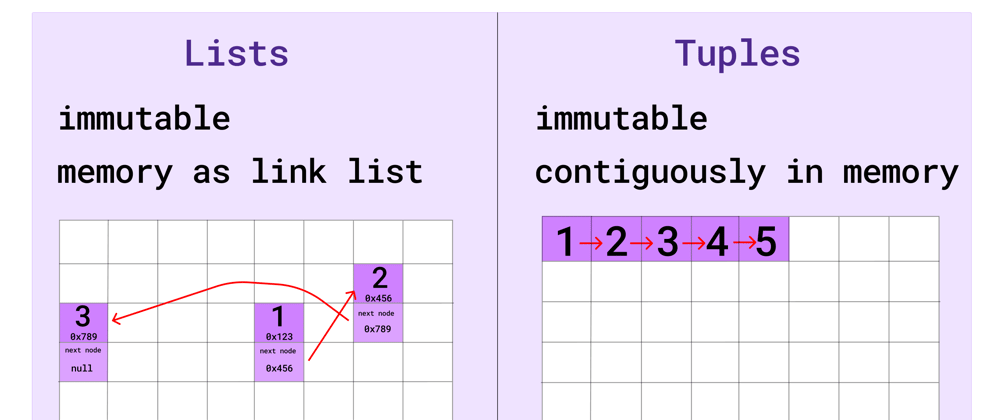 Lists
immutable
memory as link list
2
0x456
next node
0x789
3
0x789
next node
null
1
0x123
next node
0x456
Tuples
immutable
contiguously in memory
1 2 3 4 5